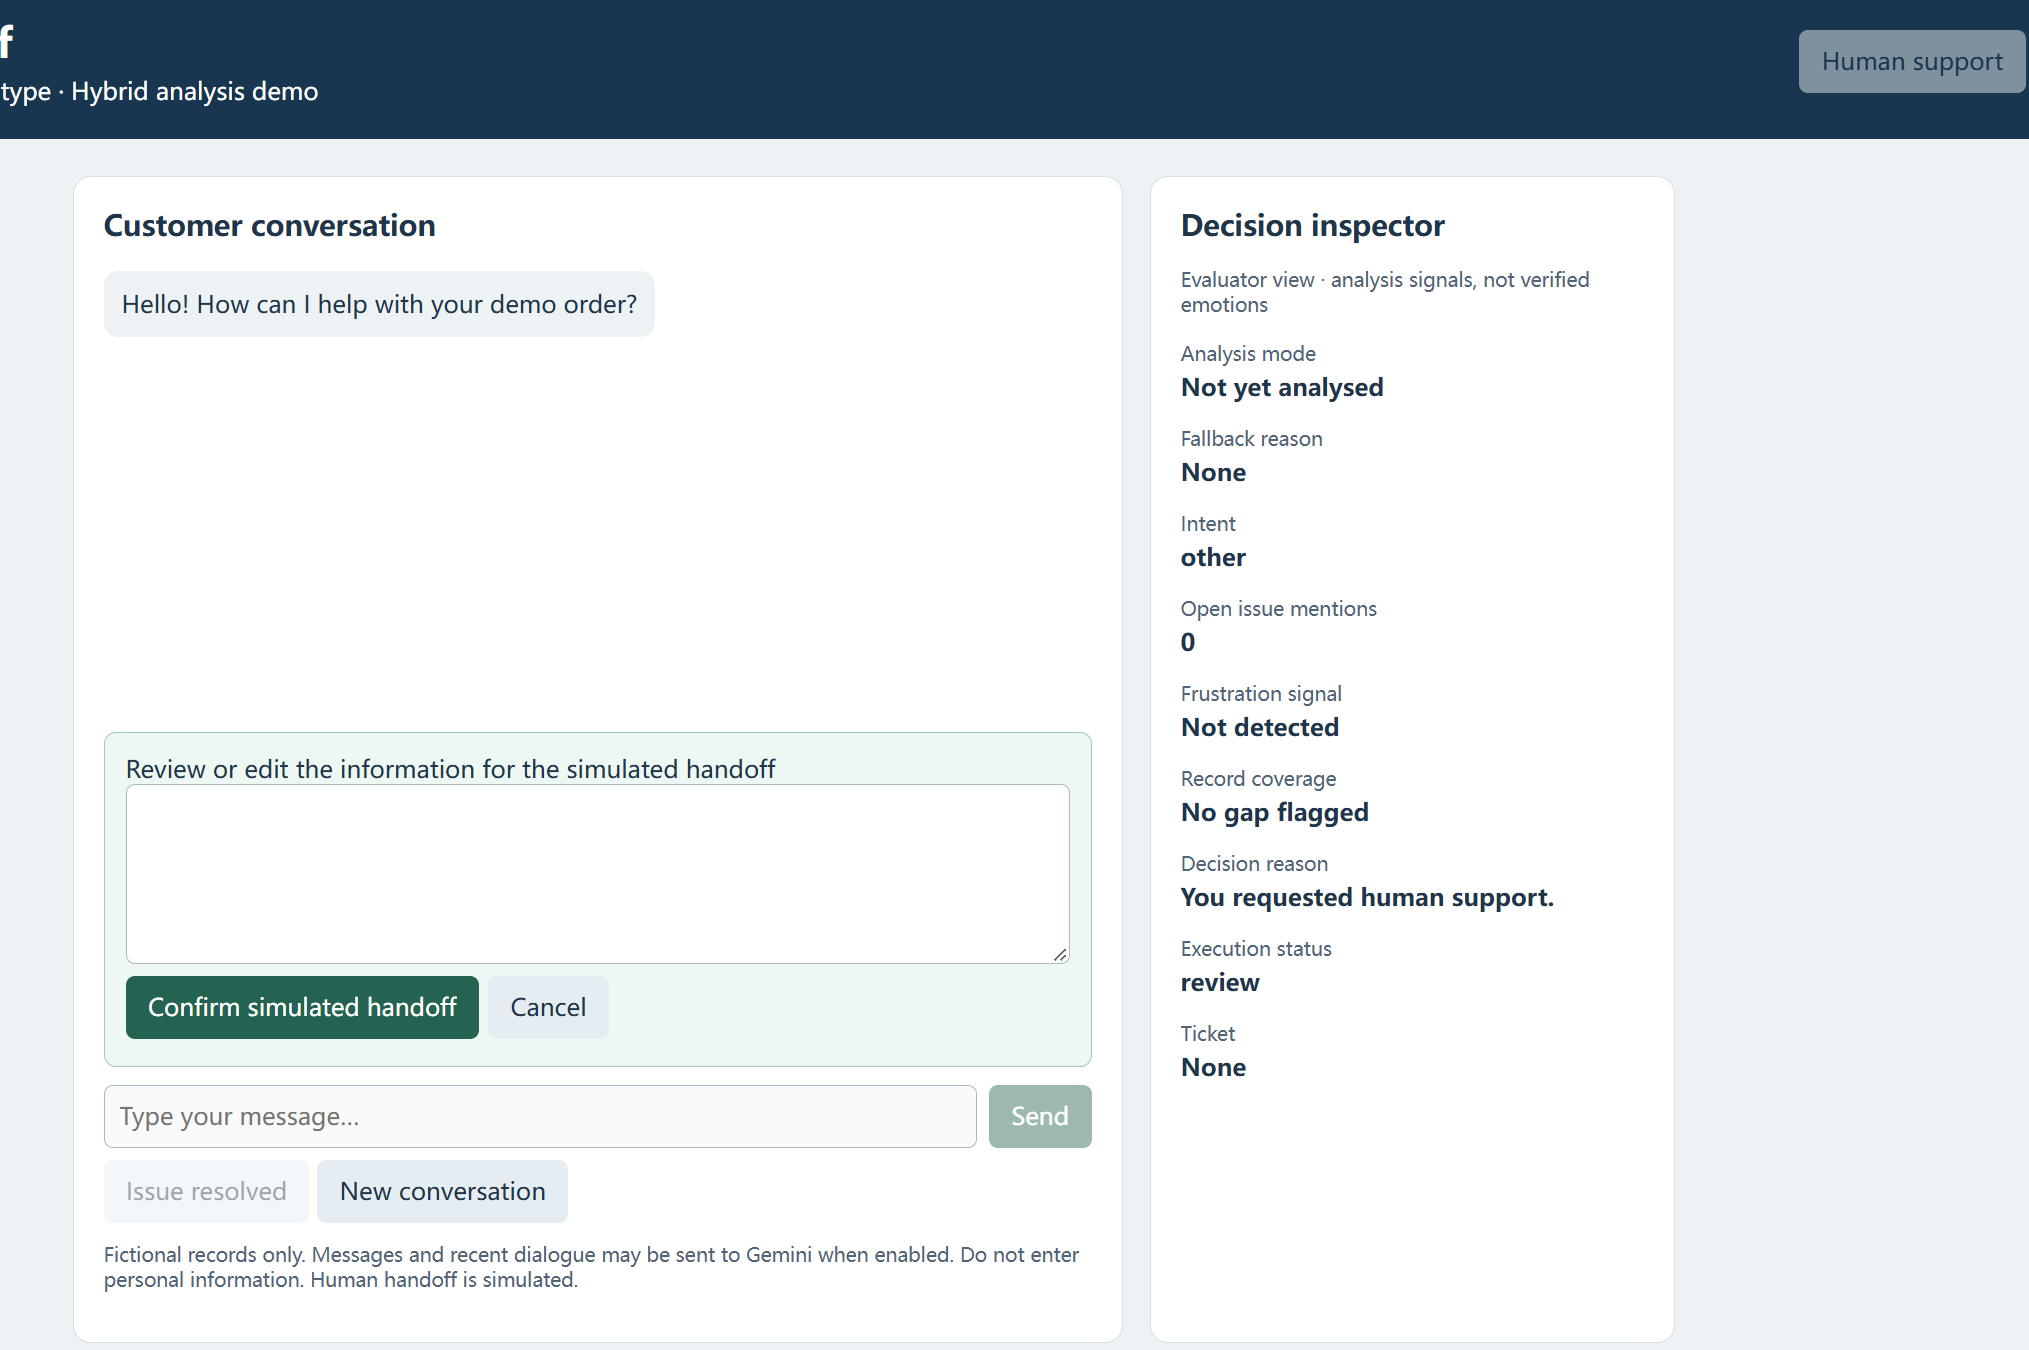 f
type · Hybrid analysis demo
Human support
Customer conversation
Hello! How can I help with your demo order?
Review or edit the information for the simulated handoff
Confirm simulated handoff
Cancel
Type your message...
Send
Issue resolved
New conversation
Fictional records only. Messages and recent dialogue may be sent to Gemini when enabled. Do not enter
personal information. Human handoff is simulated.
Decision inspector
Evaluator view · analysis signals, not verified
emotions
Analysis mode
Not yet analysed
Fallback reason
None
Intent
other
Open issue mentions
0
Frustration signal
Not detected
Record coverage
No gap flagged
Decision reason
You requested human support.
Execution status
review
Ticket
None